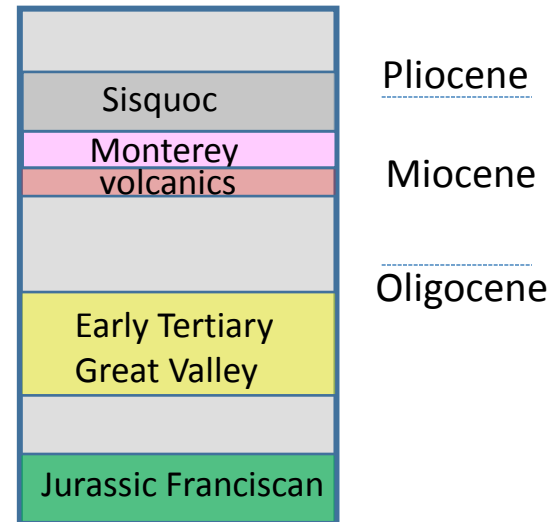 Pliocene
Sisquoc
Monterey
volcanics
Miocene
Oligocene
Early Tertiary
Great Valley
Jurassic Franciscan